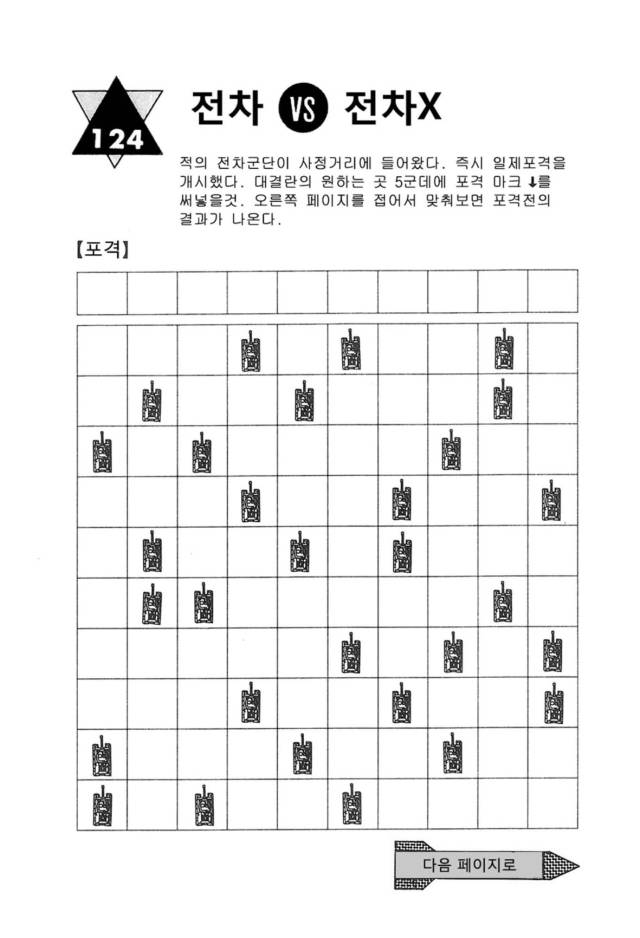 124
전차 VS 전차X
적의 전차군단이 사정거리에 들어왔다. 즉시 일제포격을
개시했다. 대결란의 원하는 곳 5군데에 포격 마크 ⬇를
써넣을것. 오른쪽 페이지를 접어서 맞춰보면 포격전의
결과가 나온다.
【포격】
다음 페이지로